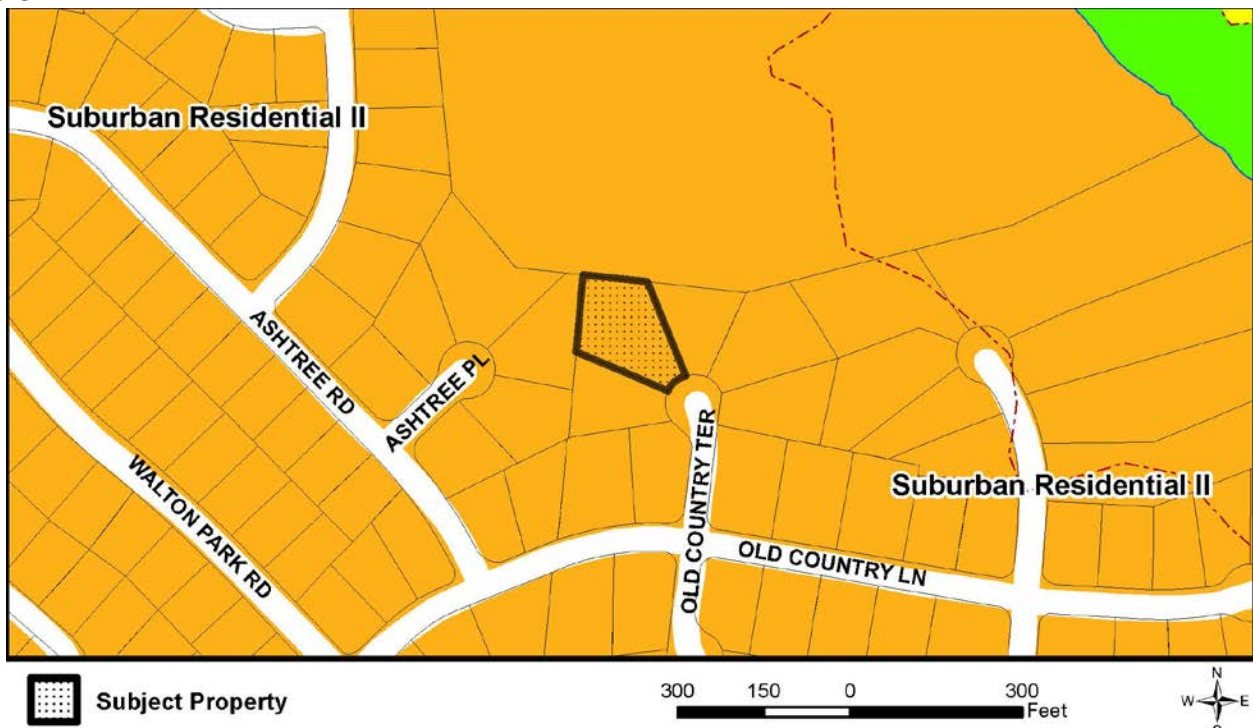 Suburban Residential II
ASHTREE RD
ASHTREE PL
WALTON PARK RD
OLD COUNTRY TER
OLD COUNTRY LN
Suburban Residential II
Subject Property
300 150 0 300
Feet
N
W E